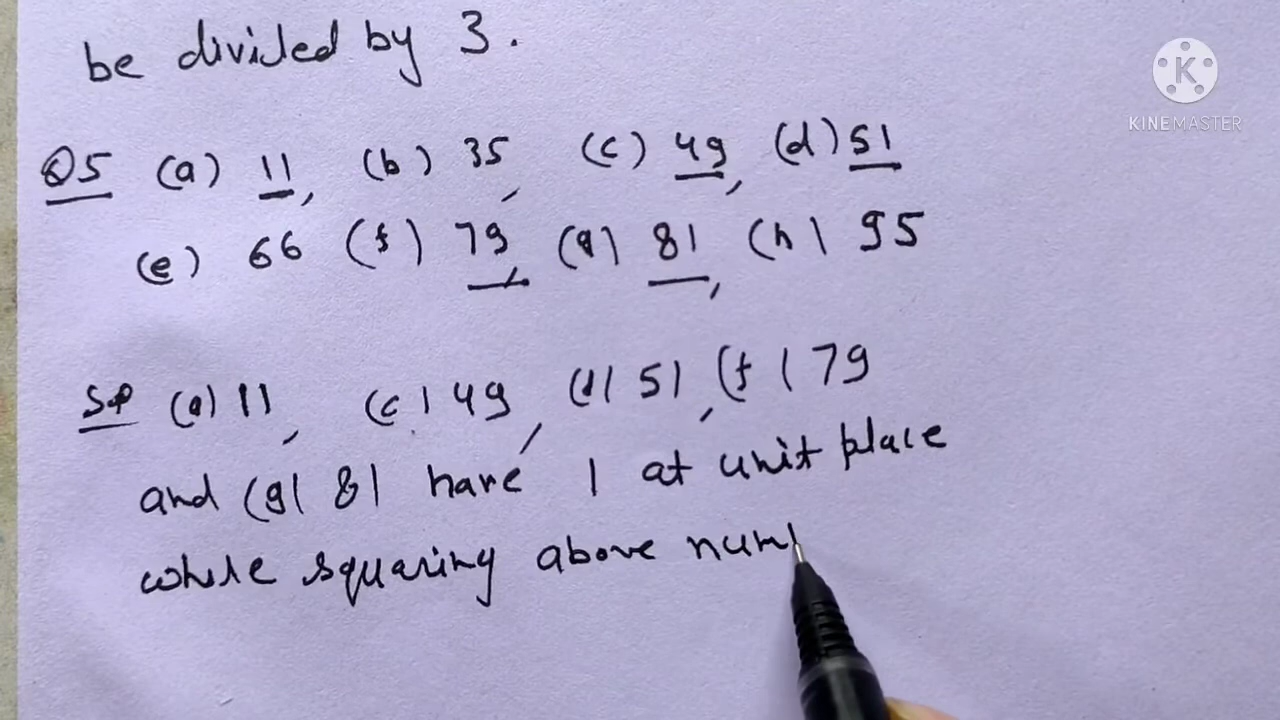 be divided by 3.
KINEMASTER
Q5 (a) 11, (b) 35, (c) 49, (d) 51
(e) 66 (f) 79, (g) 81, (h) 95
Sol (a) 11, (c) 49, (d) 51, (f) 79
and (g) 81 have 1 at unit place
while squaring above num